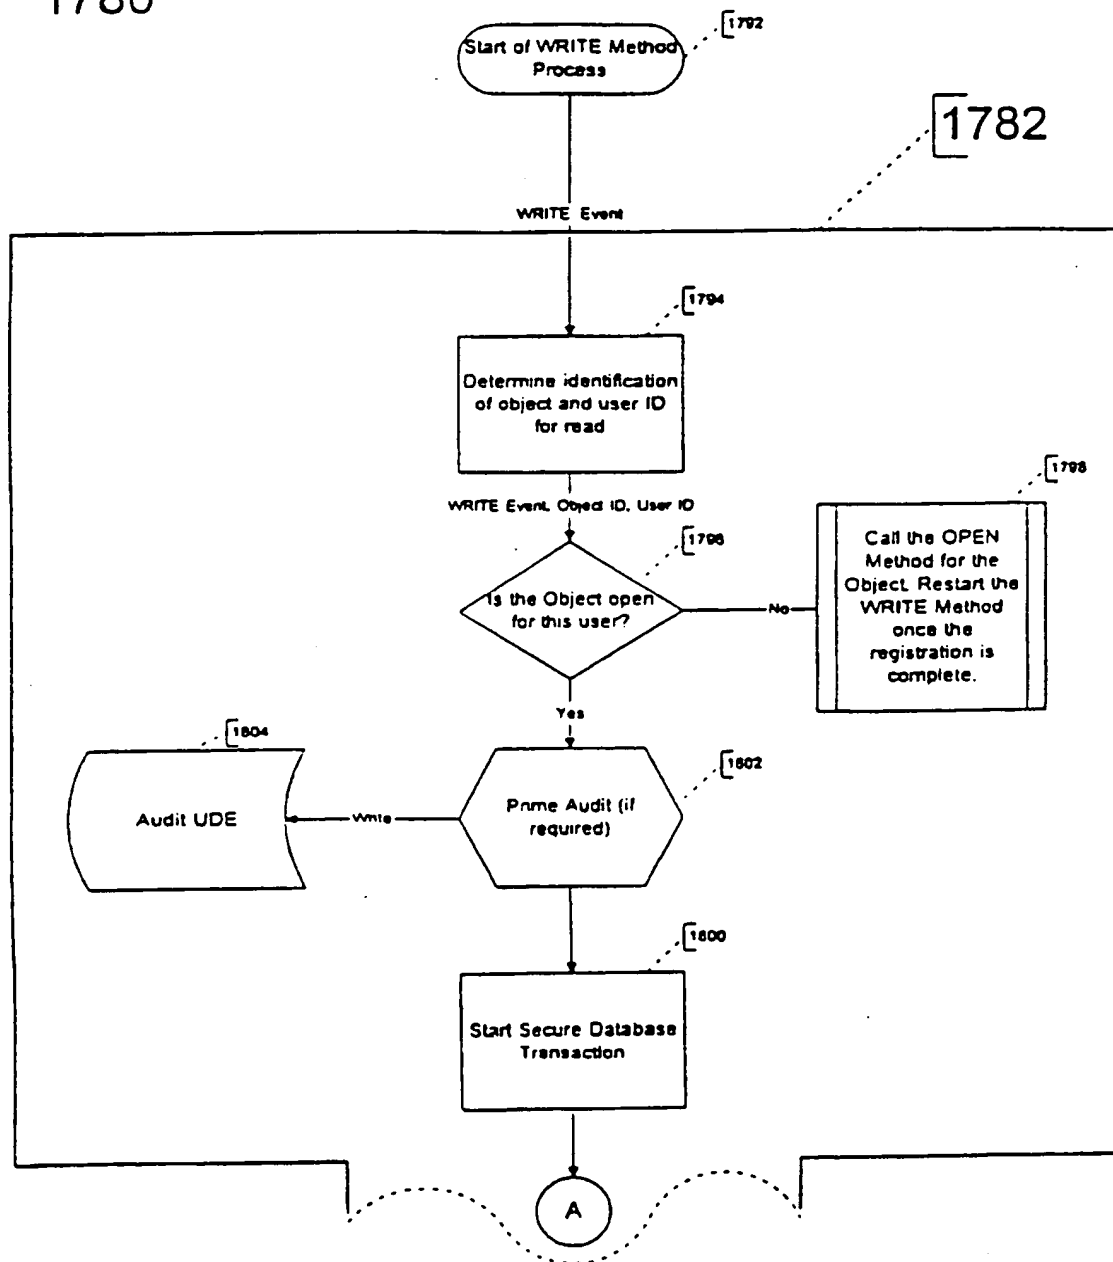 1780
1792
Start of WRITE Method
Process
1782
WRITE Event
1794
Determine identification
of object and user ID
for read
WRITE Event, Object ID, User ID
1796
1798
Is the Object open
for this user?
No
Call the OPEN
Method for the
Object. Restart the
WRITE Method
once the
registration is
complete.
Yes
1804
1802
Audit UDE
Write
Prime Audit (if
required)
1800
Start Secure Database
Transaction
A